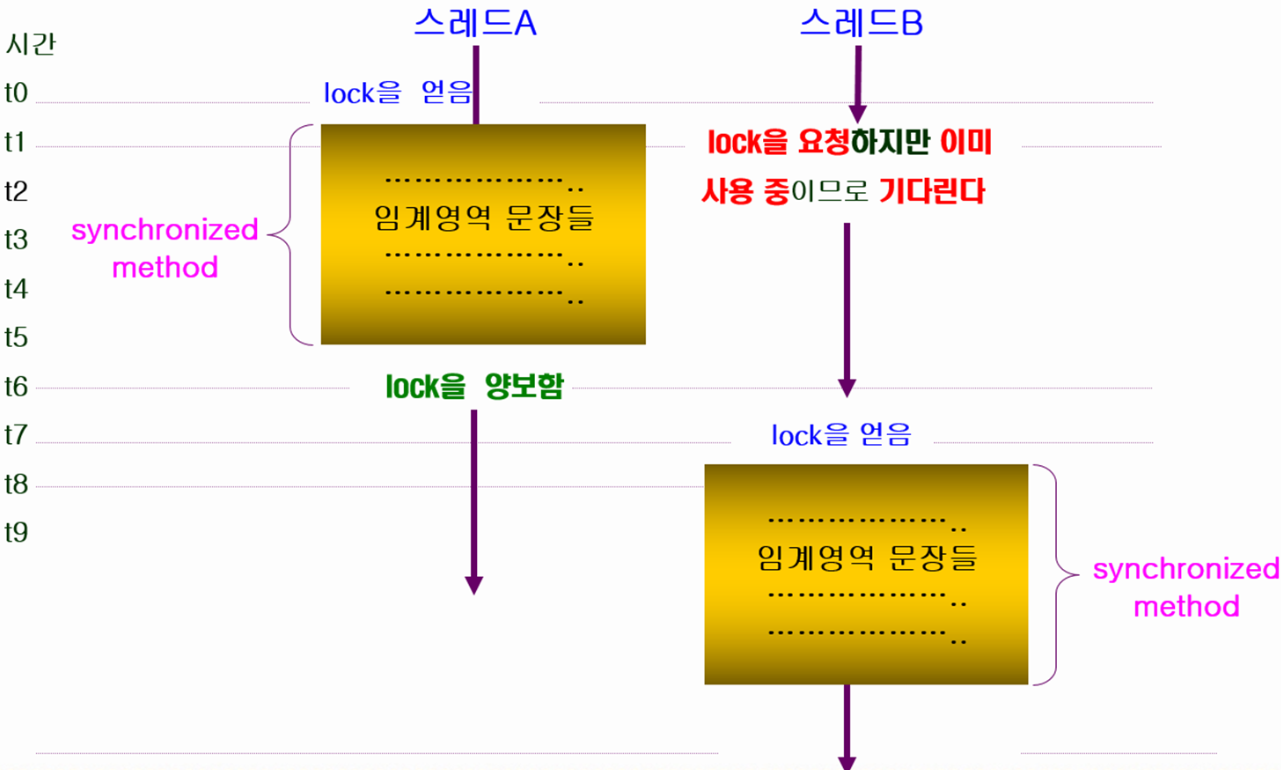 스레드A
스레드B
시간
t0
lock을 얻음
t1
lock을 요청하지만 이미
t2
사용 중이므로 기다린다
………………..
임계영역 문장들
………………..
………………..
synchronized
method
t3
t4
t5
t6
lock을 양보함
t7
lock을 얻음
t8
t9
………………..
임계영역 문장들
………………..
………………..
synchronized
method